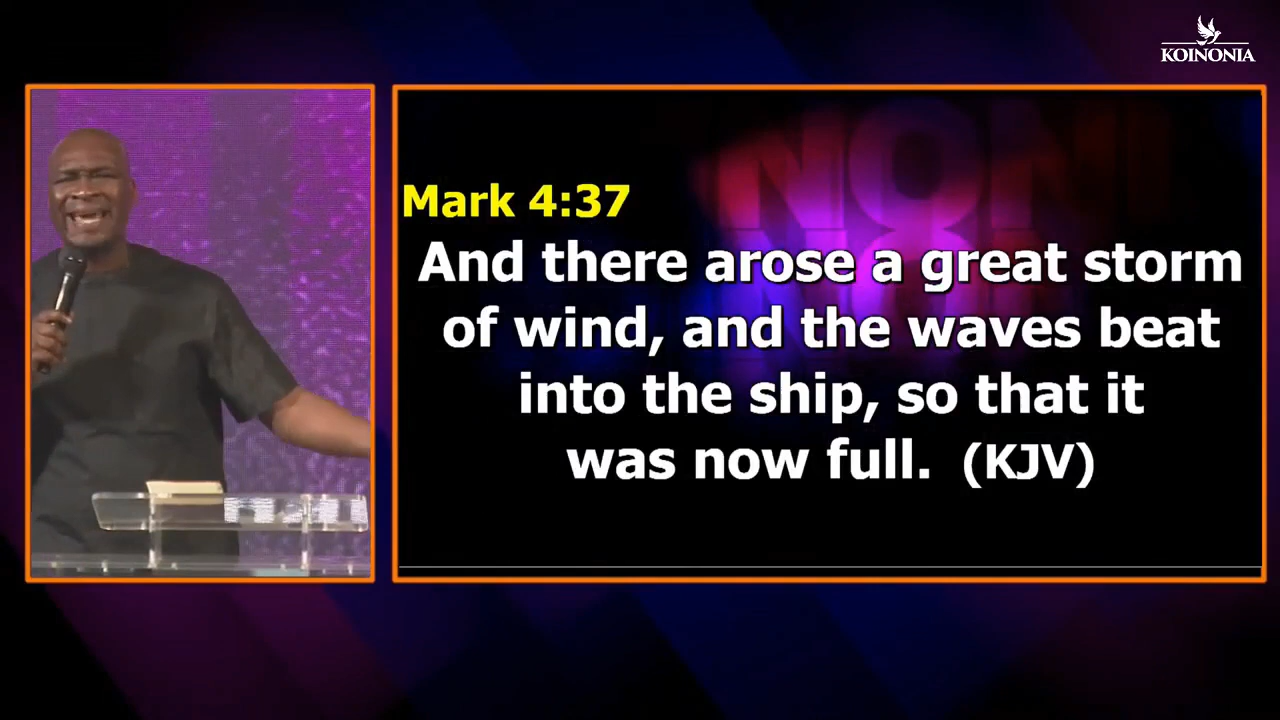 KOINONIA
Mark 4:37
And there arose a great storm
of wind, and the waves beat
into the ship, so that it
was now full. (KJV)